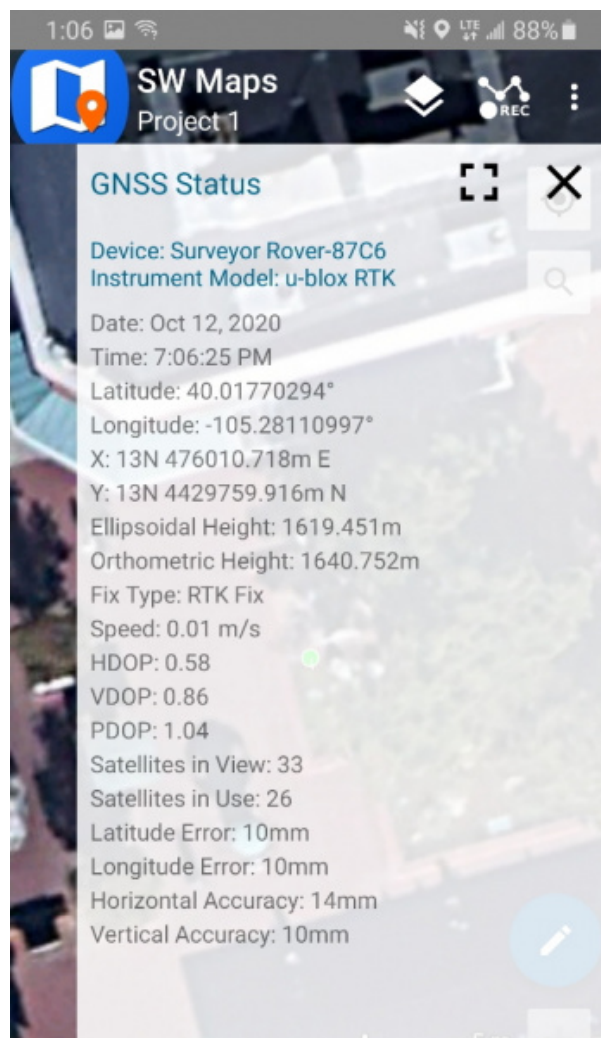 1:06 LTE 88%
SW Maps
Project 1
REC
GNSS Status
Device: Surveyor Rover-87C6
Instrument Model: u-blox RTK
Date: Oct 12, 2020
Time: 7:06:25 PM
Latitude: 40.01770294°
Longitude: -105.28110997°
X: 13N 476010.718m E
Y: 13N 4429759.916m N
Ellipsoidal Height: 1619.451m
Orthometric Height: 1640.752m
Fix Type: RTK Fix
Speed: 0.01 m/s
HDOP: 0.58
VDOP: 0.86
PDOP: 1.04
Satellites in View: 33
Satellites in Use: 26
Latitude Error: 10mm
Longitude Error: 10mm
Horizontal Accuracy: 14mm
Vertical Accuracy: 10mm